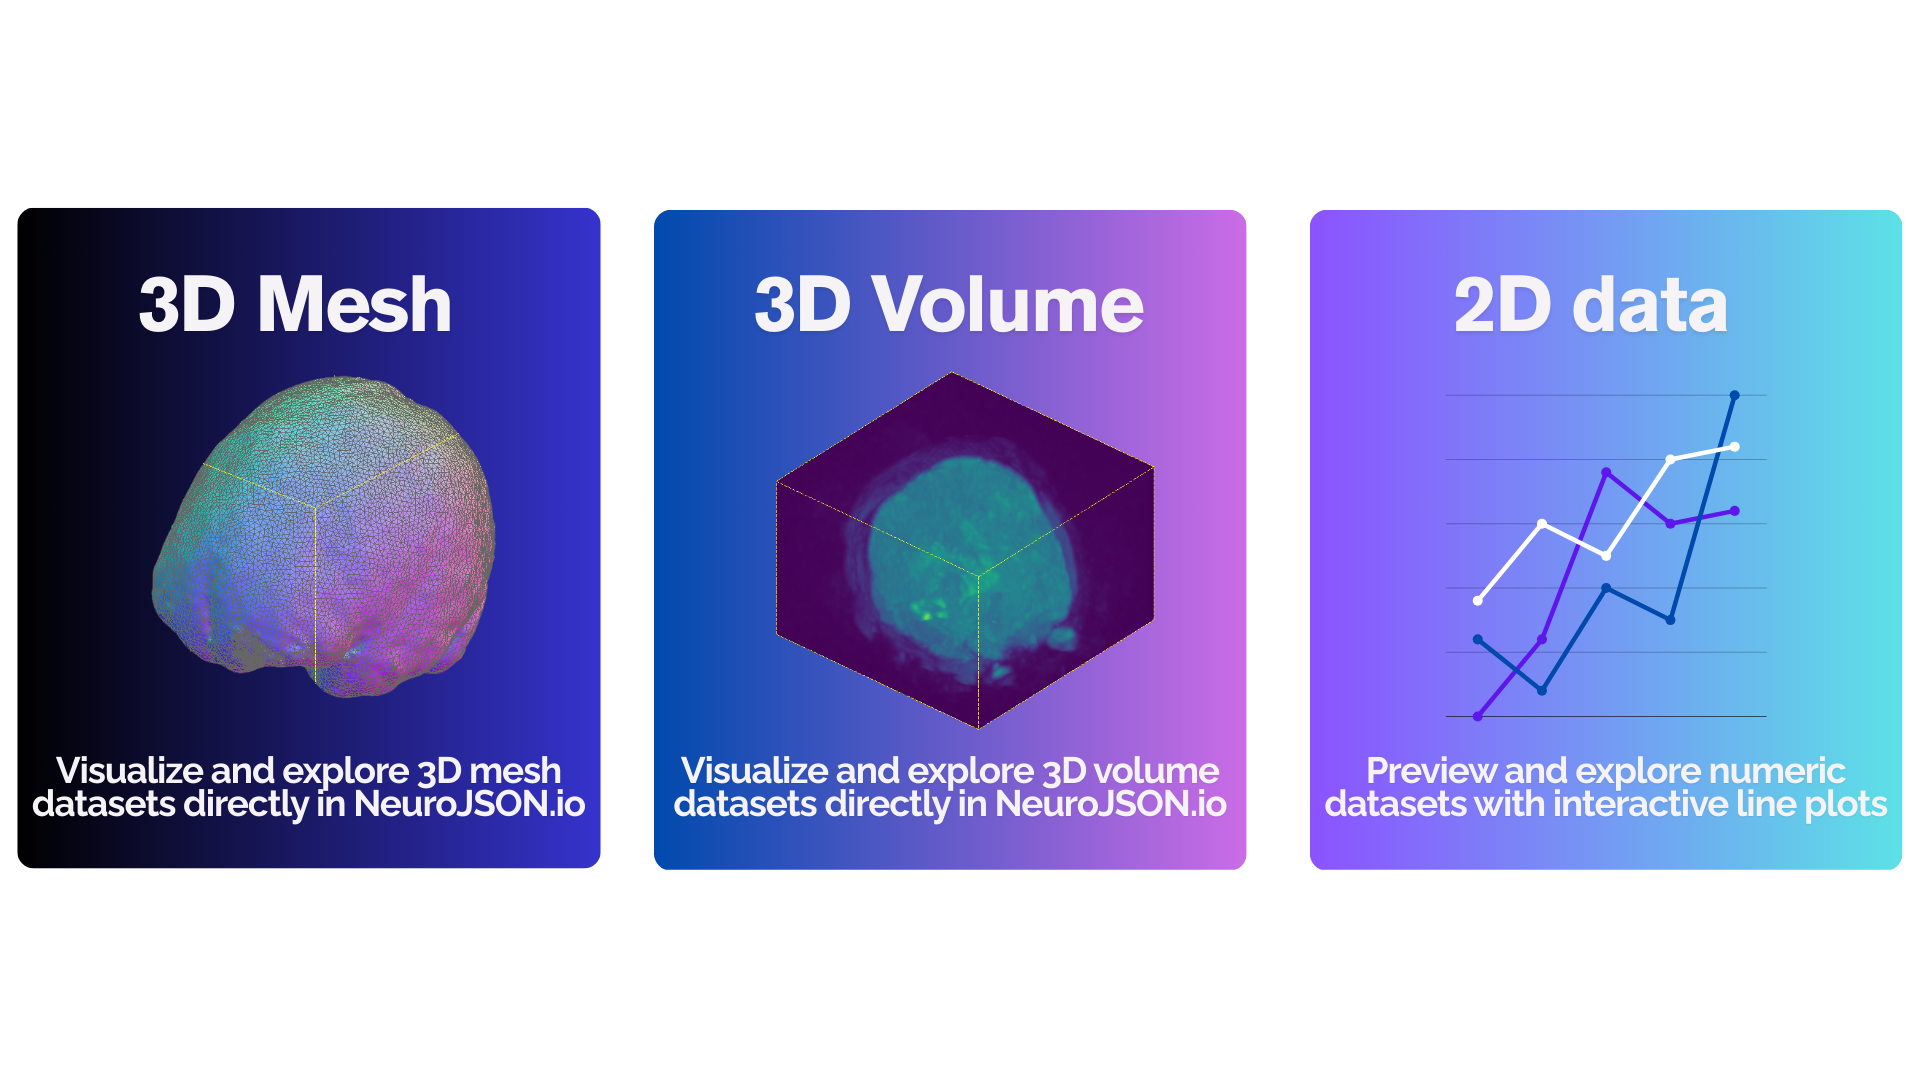 3D Mesh
Visualize and explore 3D mesh
datasets directly in NeuroJSON.io
3D Volume
Visualize and explore 3D volume
datasets directly in NeuroJSON.io
2D data
Preview and explore numeric
datasets with interactive line plots